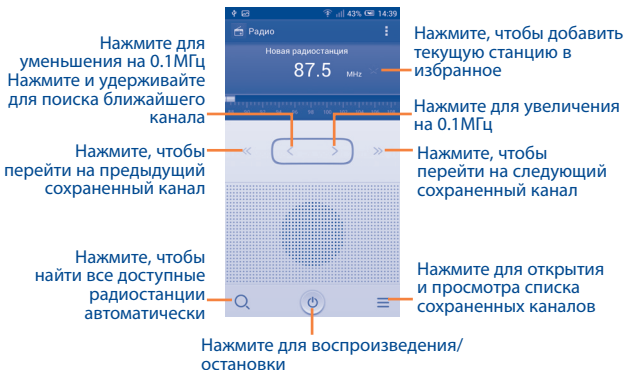 43% 14:39
Радио
Новая радиостанция
87.5 MHz
Нажмите для
уменьшения на 0.1МГц
Нажмите и удерживайте
для поиска ближайшего
канала
Нажмите, чтобы
перейти на предыдущий
сохраненный канал
Нажмите, чтобы
найти все доступные
радиостанции
автоматически
Нажмите, чтобы добавить
текущую станцию в
избранное
Нажмите для увеличения
на 0.1МГц
Нажмите, чтобы
перейти на следующий
сохраненный канал
Нажмите для открытия
и просмотра списка
сохраненных каналов
Нажмите для воспроизведения/
остановки